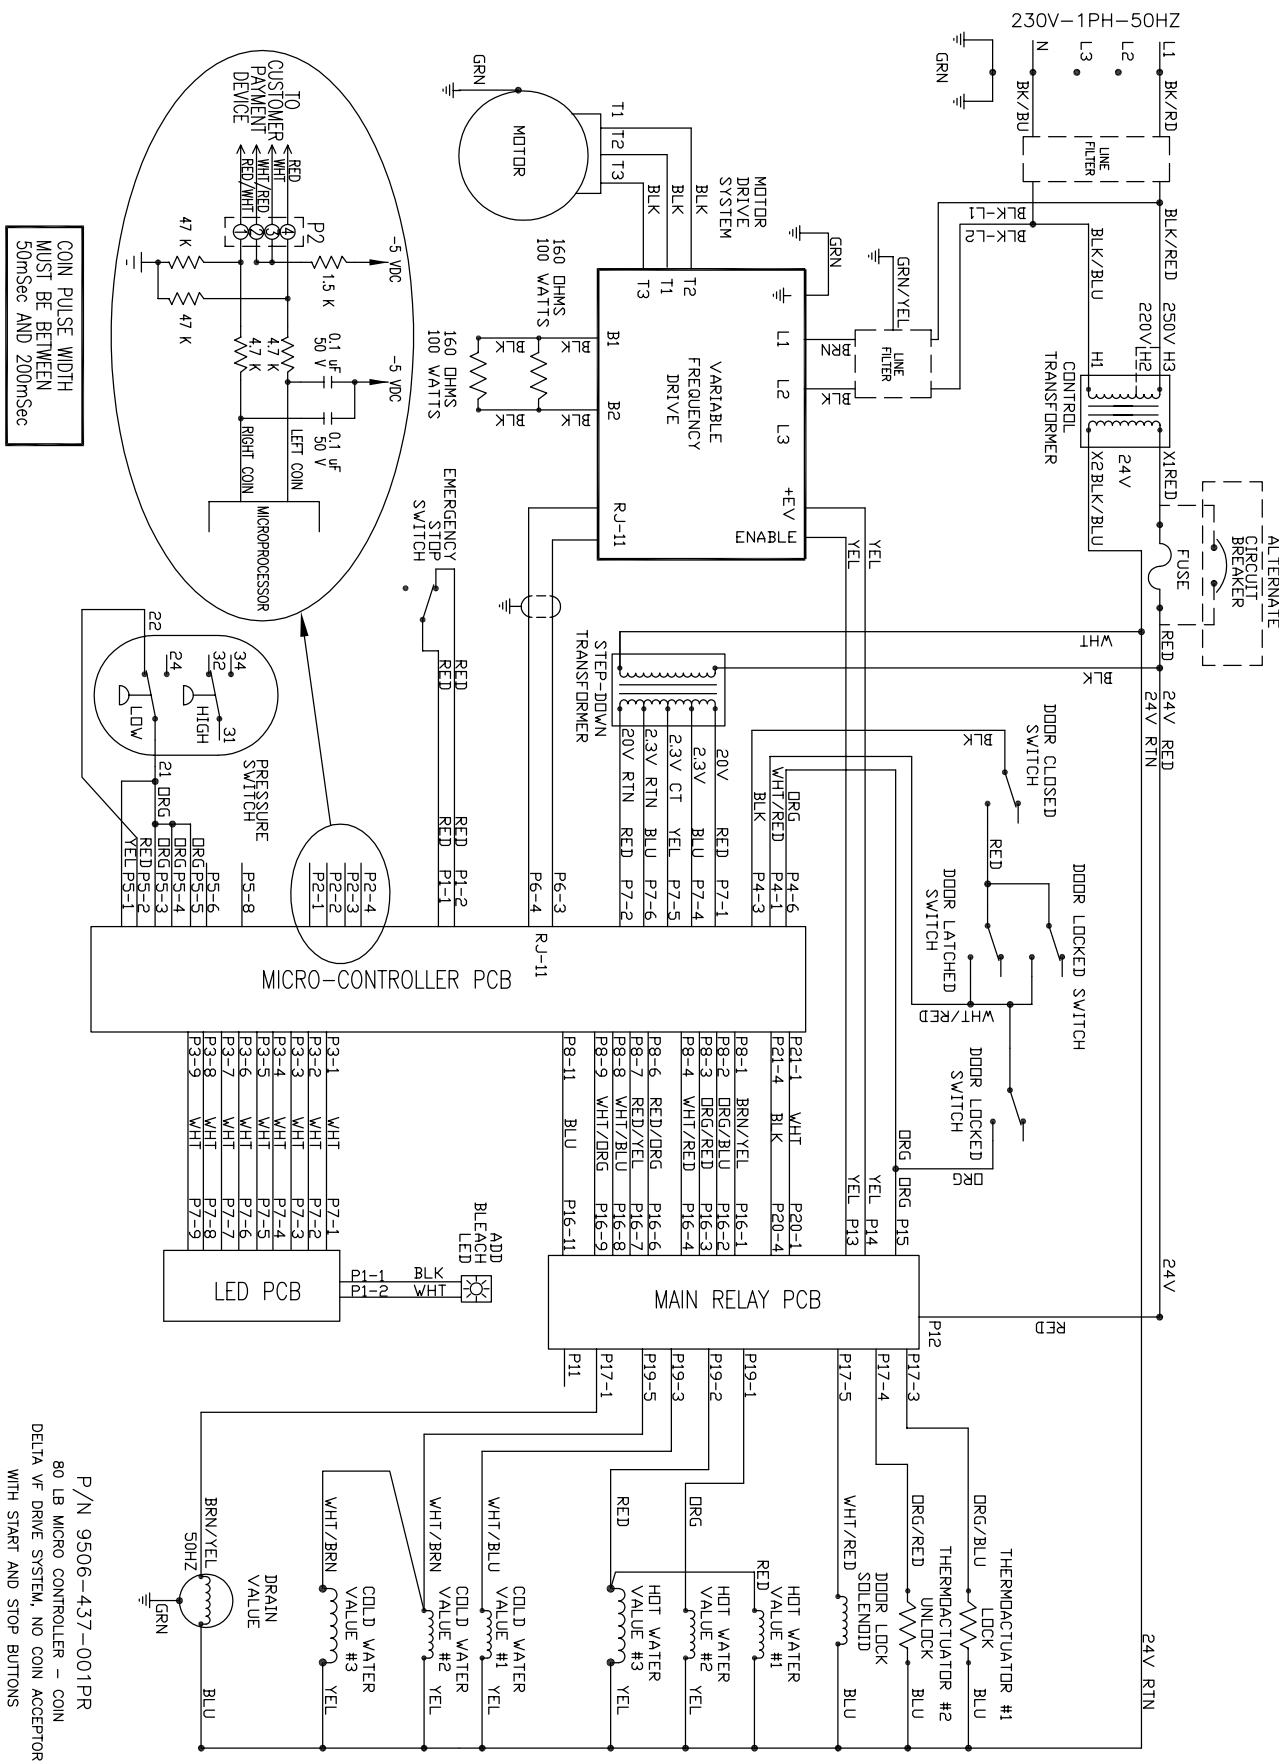 230V-1PH-50HZ
L1
L2
L3
N
GRN
BK/RD
BK/BU
LINE
FILTER
BLK-L1
BLK-L2
BLK/RED
BLK/BLU
250V H3
220V H2
H1
CONTROL
TRANSFORMER
X1 RED
24V
X2 BLK/BLU
ALTERNATE
CIRCUIT
BREAKER
FUSE
RED
WHT
BLK
24V RED
24V RTN
GRN
MOTOR
T1
T2
T3
BLK
BLK
BLK
MOTOR
DRIVE
SYSTEM
GRN
GRN/YEL
LINE
FILTER
BRN
BLK
T3
T1
T2
L1
L2
L3
B1
B2
VARIABLE
FREQUENCY
DRIVE
+EV
ENABLE
RJ-11
YEL
YEL
160 OHMS
100 WATTS
160 OHMS
100 WATTS
BLK
BLK
BLK
BLK
EMERGENCY
STOP
SWITCH
RED
RED
RED
RED
P1-2
P1-1
STEP-DOWN
TRANSFORMER
20V
2.3V
2.3V CT
2.3V RTN
20V RTN
RED
BLU
YEL
BLU
RED
P7-1
P7-4
P7-5
P7-6
P7-2
P6-3
P6-4
RJ-11
BLK
ORG
WHT/RED
BLK
P4-6
P4-1
P4-3
DOOR CLOSED
SWITCH
RED
DOOR LOCKED SWITCH
DOOR LATCHED
SWITCH
WHT/RED
DOOR LOCKED
SWITCH
ORG
ORG
TO
CUSTOMER
PAYMENT
DEVICE
RED
WHT
WHT/RED
RED/WHT
P2
4
3
2
1
-5 VDC
1.5 K
47 K
47 K
4.7 K
4.7 K
0.1 uF
50 V
0.1 uF
50 V
-5 VDC
LEFT COIN
RIGHT COIN
MICROPROCESSOR
COIN PULSE WIDTH
MUST BE BETWEEN
50mSec AND 200mSec
22
24
32
34
31
21
HIGH
LOW
PRESSURE
SWITCH
ORG
ORG P5-5
ORG P5-4
ORG P5-3
RED P5-2
YEL P5-1
P5-6
P5-8
P2-4
P2-3
P2-2
P2-1
MICRO-CONTROLLER PCB
P21-1 WHT P20-1
P21-4 BLK P20-4
P8-1 BRN/YEL P16-1
P8-2 ORG/BLU P16-2
P8-3 ORG/RED P16-3
P8-4 WHT/RED P16-4
P8-6 RED/ORG P16-6
P8-7 RED/YEL P16-7
P8-8 WHT/BLU P16-8
P8-9 WHT/ORG P16-9
P8-11 BLU P16-11
P3-1 WHT P7-1
P3-2 WHT P7-2
P3-3 WHT P7-3
P3-4 WHT P7-4
P3-5 WHT P7-5
P3-6 WHT P7-6
P3-7 WHT P7-7
P3-8 WHT P7-8
P3-9 WHT P7-9
ORG P15
YEL P14
YEL P13
LED PCB
P1-1 BLK
P1-2 WHT
ADD
BLEACH
LED
MAIN RELAY PCB
P12
RED
24V
P17-3
P17-4
P17-5
P19-1
P19-2
P19-3
P19-5
P17-1
P11
THERMOACTUATOR #1
LOCK
ORG/BLU
BLU
THERMOACTUATOR #2
UNLOCK
ORG/RED
BLU
DOOR LOCK
SOLENOID
WHT/RED
BLU
HOT WATER
VALUE #1
RED
HOT WATER
VALUE #2
ORG
YEL
HOT WATER
VALUE #3
RED
YEL
COLD WATER
VALUE #1
WHT/BLU
YEL
COLD WATER
VALUE #2
WHT/BRN
YEL
COLD WATER
VALUE #3
WHT/BRN
YEL
DRAIN
VALUE
BRN/YEL
50HZ
GRN
BLU
24V RTN
P/N 9506-437-001PR
80 LB MICRO CONTROLLER - COIN
DELTA VF DRIVE SYSTEM, NO COIN ACCEPTOR
WITH START AND STOP BUTTONS